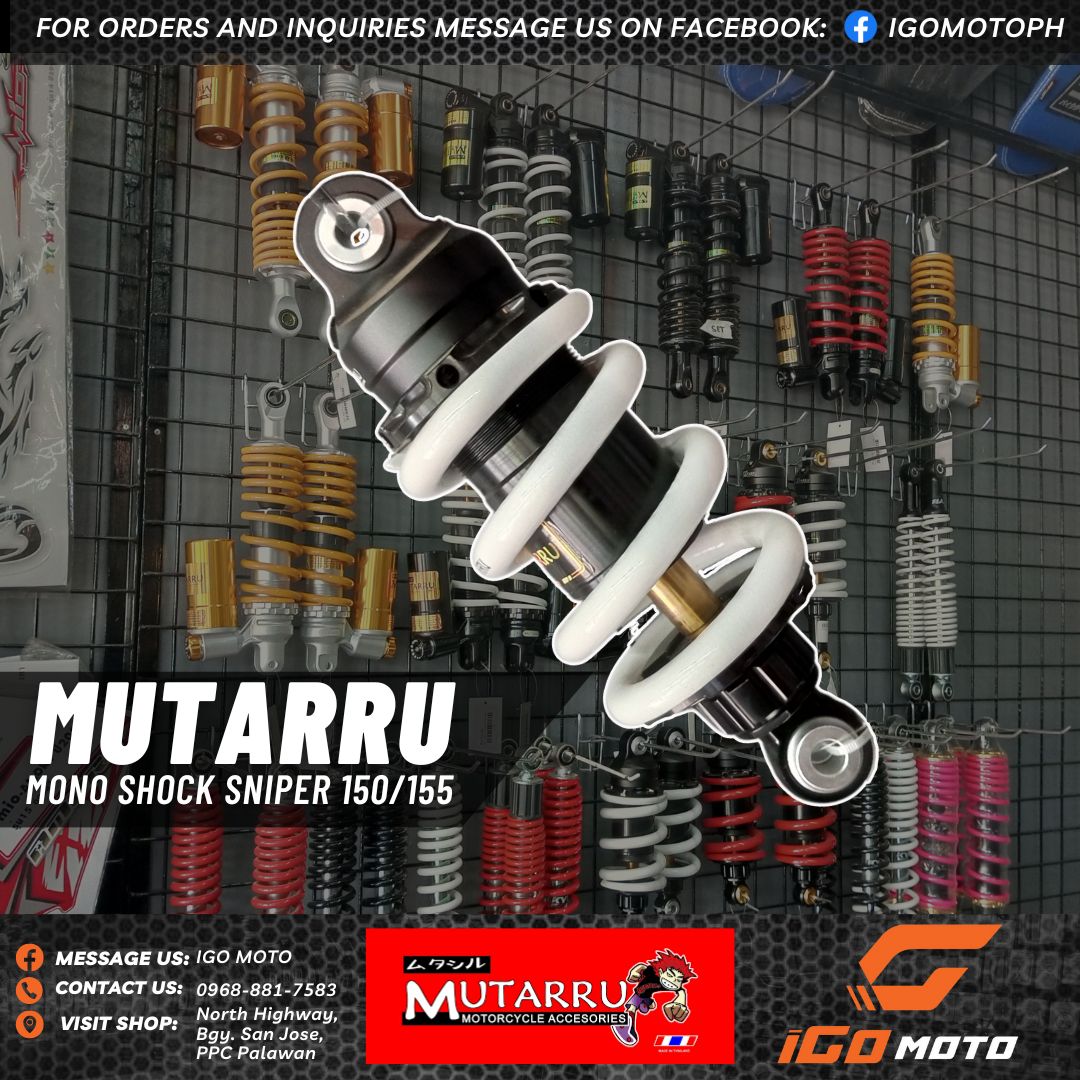 FOR ORDERS AND INQUIRIES MESSAGE US ON FACEBOOK: IGOMOTOPH
SET
MUTARRU
MONO SHOCK SNIPER 150/155
MESSAGE US: IGO MOTO
CONTACT US: 0968-881-7583
VISIT SHOP: North Highway,
Bgy. San Jose,
PPC Palawan
ムタシル
MUTARRU
MOTORCYCLE ACCESORIES
MADE IN THAILAND
iGO MOTO